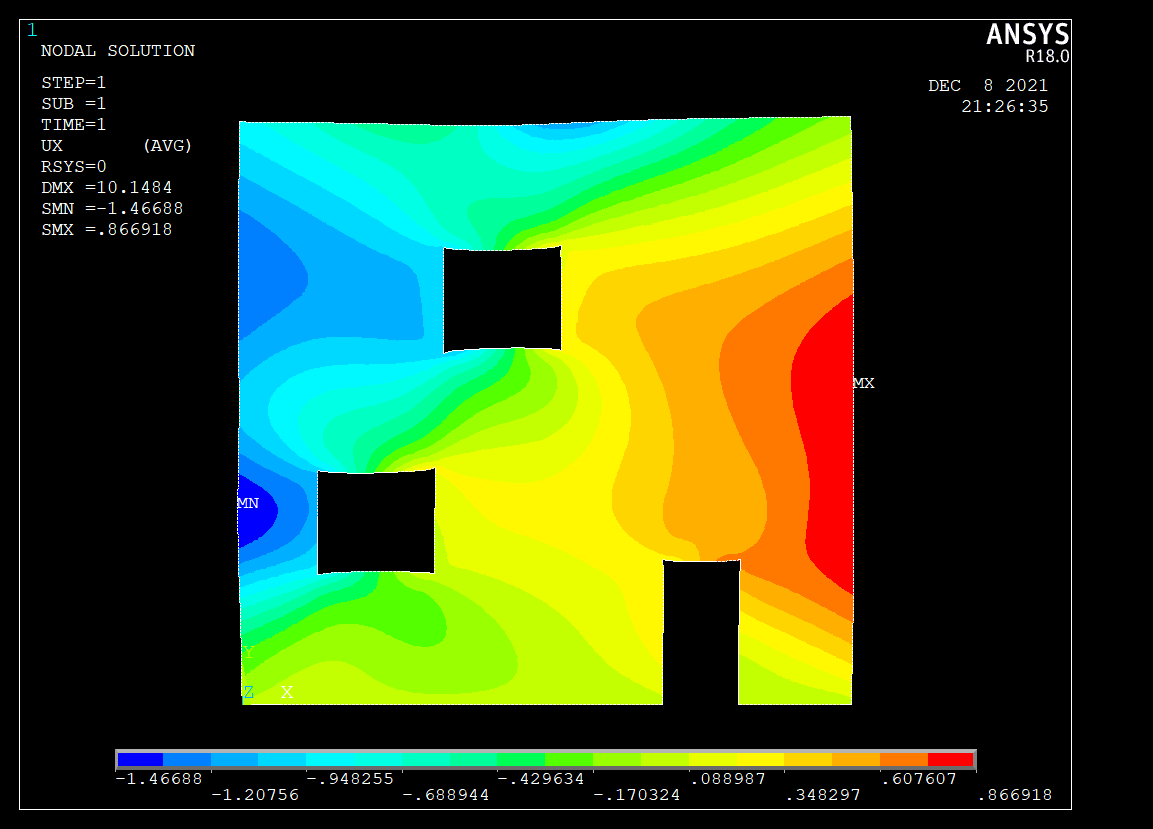 1
ANSYS
R18.0
NODAL SOLUTION
DEC 8 2021
21:26:35
STEP=1
SUB =1
TIME=1
UX (AVG)
RSYS=0
DMX =10.1484
SMN =-1.46688
SMX =.866918
MX
MN
Y
Z X
-1.46688 -.948255 -.429634 .088987 .607607
-1.20756 -.688944 -.170324 .348297 .866918